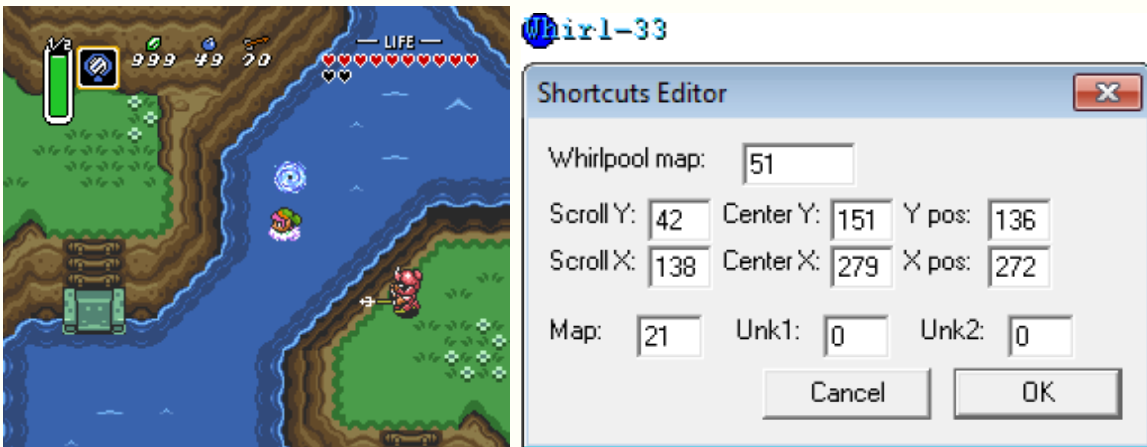 1/2
999 49 70
— LIFE —
Whirl-33
Shortcuts Editor
Whirlpool map: 51
Scroll Y: 42 Center Y: 151 Y pos: 136
Scroll X: 138 Center X: 279 X pos: 272
Map: 21 Unk1: 0 Unk2: 0
Cancel OK